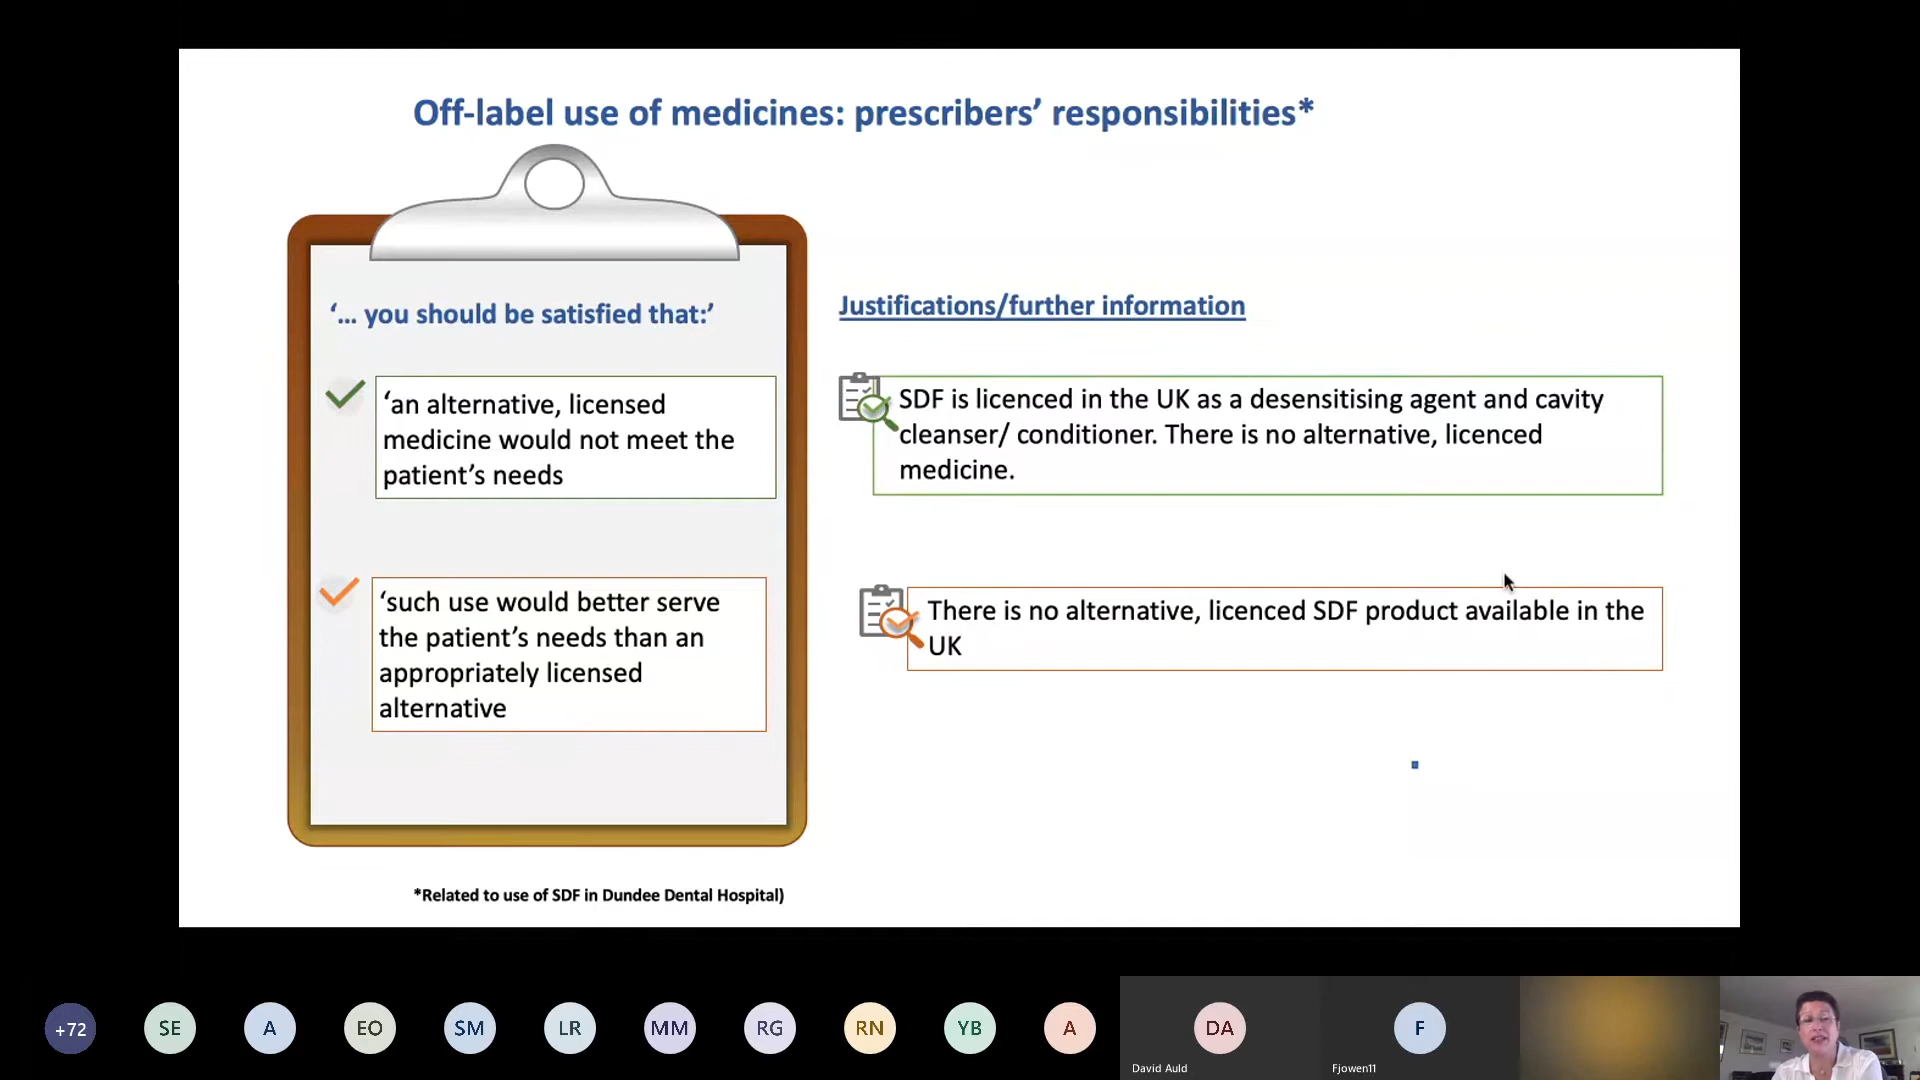 Off-label use of medicines: prescribers’ responsibilities*
‘... you should be satisfied that:’
‘an alternative, licensed
medicine would not meet the
patient’s needs
‘such use would better serve
the patient’s needs than an
appropriately licensed
alternative
Justifications/further information
SDF is licenced in the UK as a desensitising agent and cavity
cleanser/ conditioner. There is no alternative, licenced
medicine.
There is no alternative, licenced SDF product available in the
UK
*Related to use of SDF in Dundee Dental Hospital)
+72
SE
A
EO
SM
LR
MM
RG
RN
YB
A
DA
David Auld
F
Fjowen11